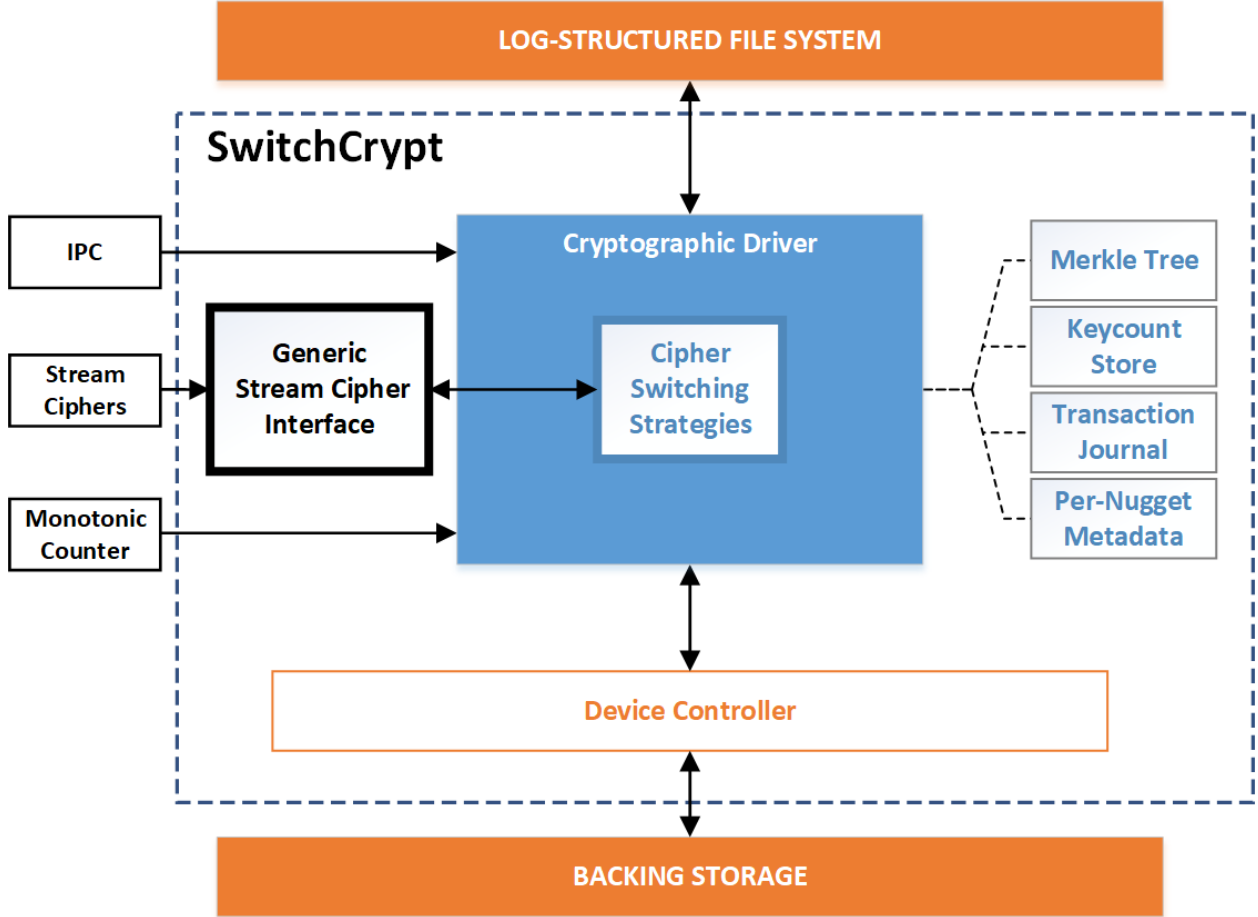 LOG-STRUCTURED FILE SYSTEM
SwitchCrypt
IPC
Stream
Ciphers
Monotonic
Counter
Generic
Stream Cipher
Interface
Cryptographic Driver
Cipher
Switching
Strategies
Merkle Tree
Keycount
Store
Transaction
Journal
Per-Nugget
Metadata
Device Controller
BACKING STORAGE